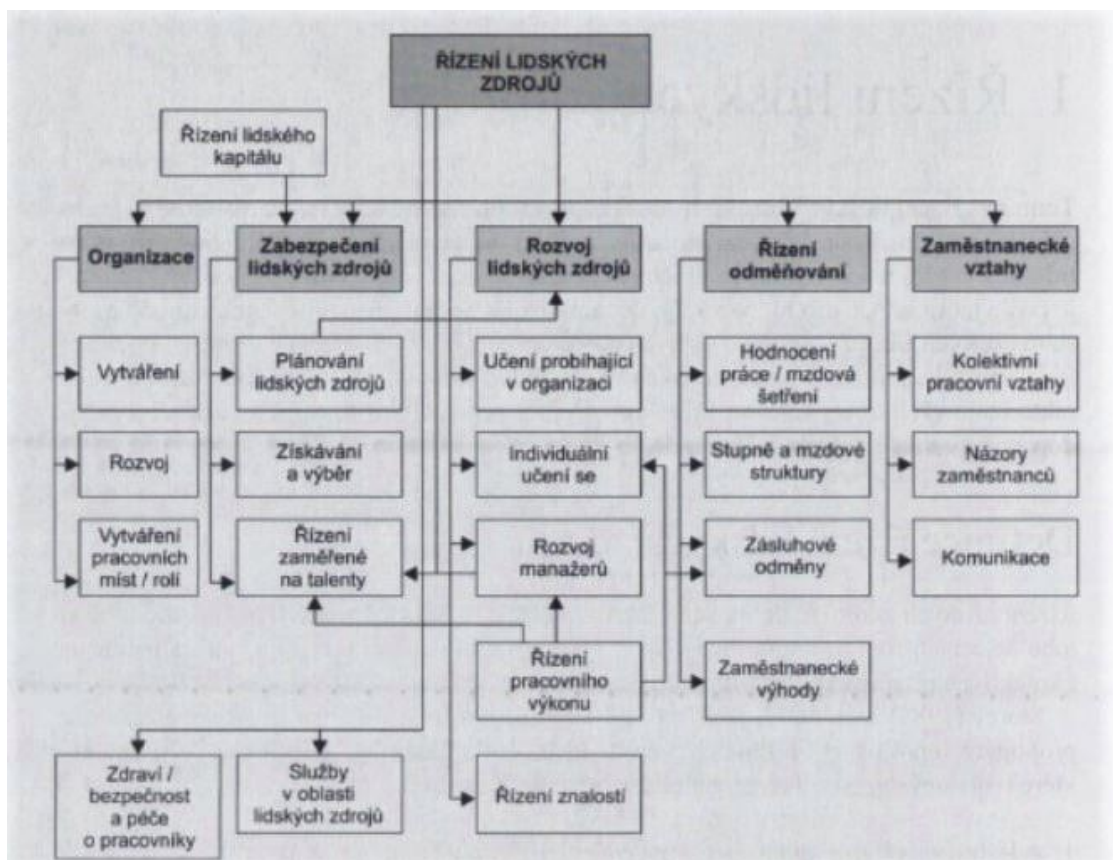 ŘÍZENÍ LIDSKÝCH
ZDROJŮ
Řízení lidského
kapitálu
Organizace
Zabezpečení
lidských zdrojů
Rozvoj
lidských zdrojů
Řízení
odměňování
Zaměstnanecké
vztahy
Vytváření
Plánování
lidských zdrojů
Učení probíhající
v organizaci
Hodnocení
práce / mzdová
šetření
Kolektivní
pracovní vztahy
Rozvoj
Získávání
a výběr
Individuální
učení se
Stupně a mzdové
struktury
Názory
zaměstnanců
Vytváření
pracovních
míst / rolí
Řízení
zaměřené
na talenty
Rozvoj
manažerů
Zásluhové
odměny
Komunikace
Řízení
pracovního
výkonu
Zaměstnanecké
výhody
Zdraví /
bezpečnost
a péče
o pracovníky
Služby
v oblasti
lidských zdrojů
Řízení znalostí